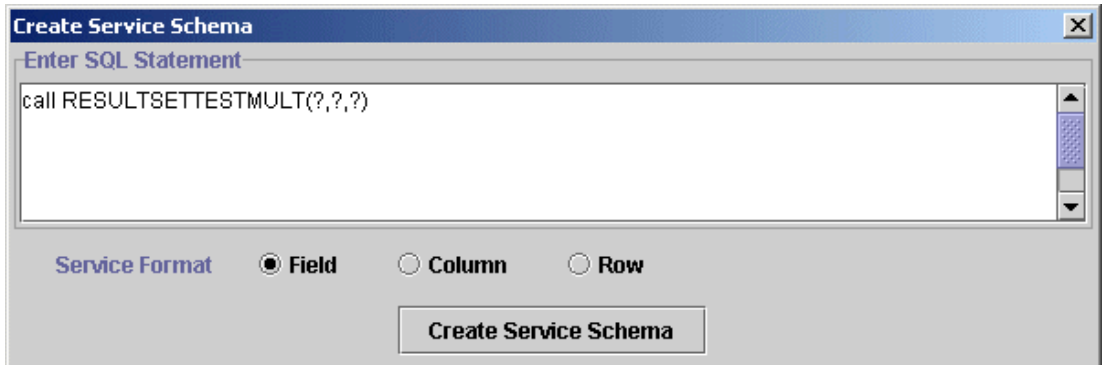 Create Service Schema
Enter SQL Statement
call RESULTSETTESTMULT(?,?,?)
Service Format Field Column Row
Create Service Schema